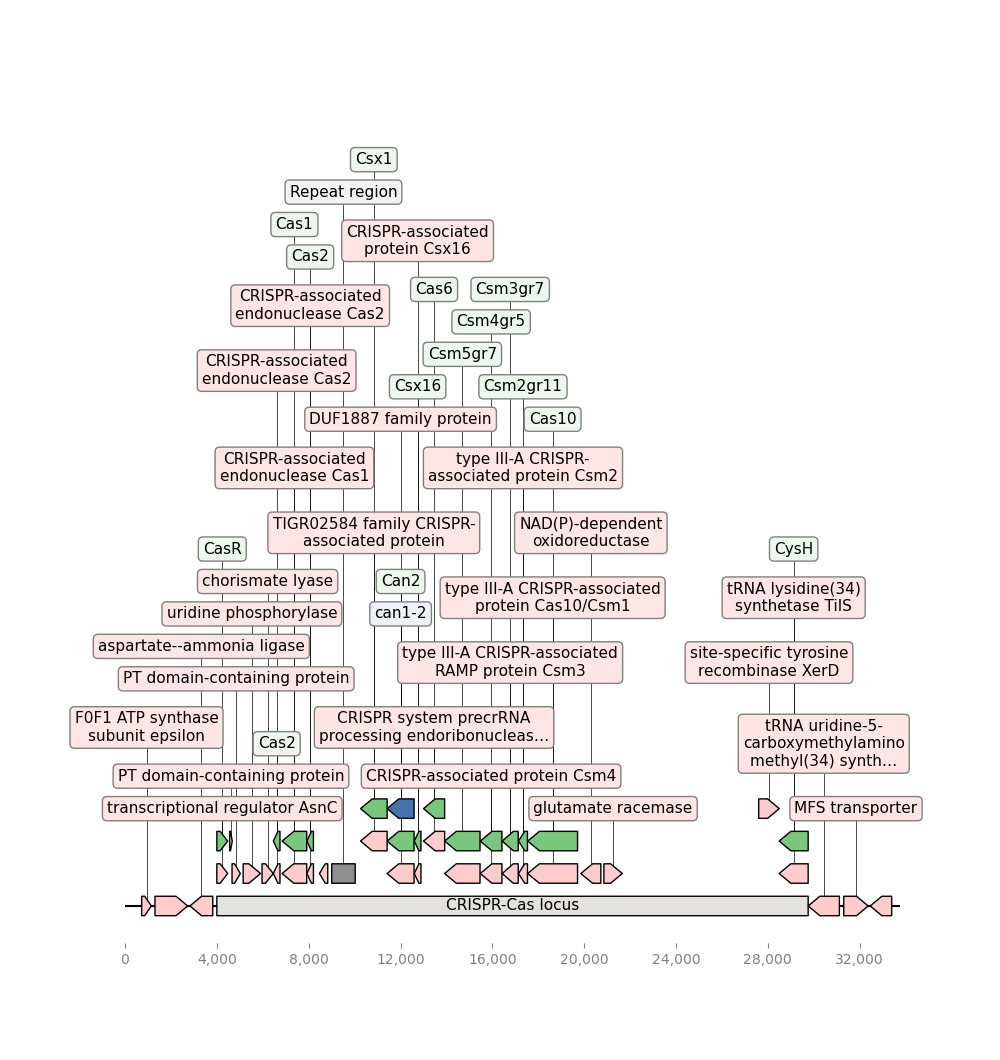 Csx1
Repeat region
Cas1
CRISPR-associated
protein Csx16
Cas2
CRISPR-associated
endonuclease Cas2
Cas6
Csm3gr7
Csm4gr5
Csm5gr7
CRISPR-associated
endonuclease Cas2
Csx16
Csm2gr11
DUF1887 family protein
Cas10
CRISPR-associated
endonuclease Cas1
type III-A CRISPR-
associated protein Csm2
TIGR02584 family CRISPR-
associated protein
NAD(P)-dependent
oxidoreductase
CasR
CysH
chorismate lyase
Can2
type III-A CRISPR-associated
protein Cas10/Csm1
tRNA lysidine(34)
synthetase TilS
uridine phosphorylase
can1-2
aspartate--ammonia ligase
type III-A CRISPR-associated
RAMP protein Csm3
site-specific tyrosine
recombinase XerD
PT domain-containing protein
F0F1 ATP synthase
subunit epsilon
CRISPR system precrRNA
processing endoribonucleas…
Cas2
tRNA uridine-5-
carboxymethylamino
methyl(34) synth…
PT domain-containing protein
CRISPR-associated protein Csm4
transcriptional regulator AsnC
glutamate racemase
MFS transporter
CRISPR-Cas locus
0
4,000
8,000
12,000
16,000
20,000
24,000
28,000
32,000